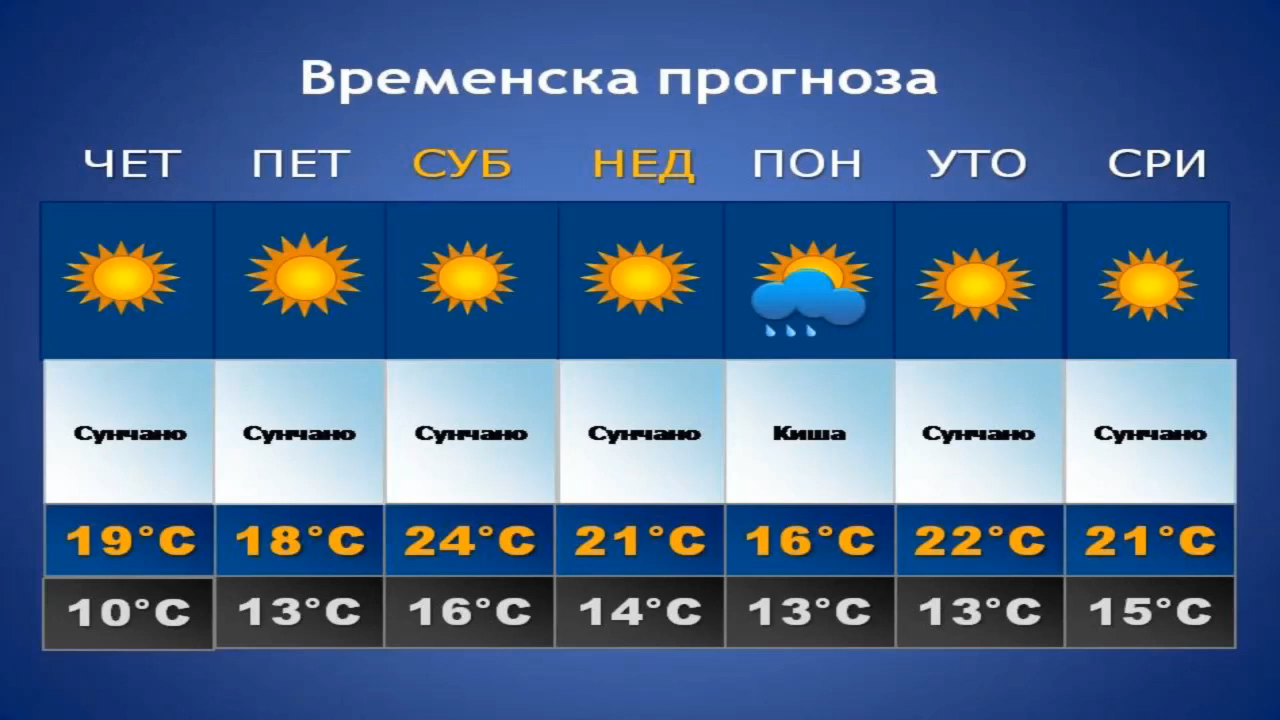 Временска прогноза
ЧЕТ ПЕТ СУБ НЕД ПОН УТО СРИ
Сунчано Сунчано Сунчано Сунчано Киша Сунчано Сунчано
19°C 18°C 24°C 21°C 16°C 22°C 21°C
10°C 13°C 16°C 14°C 13°C 13°C 15°C